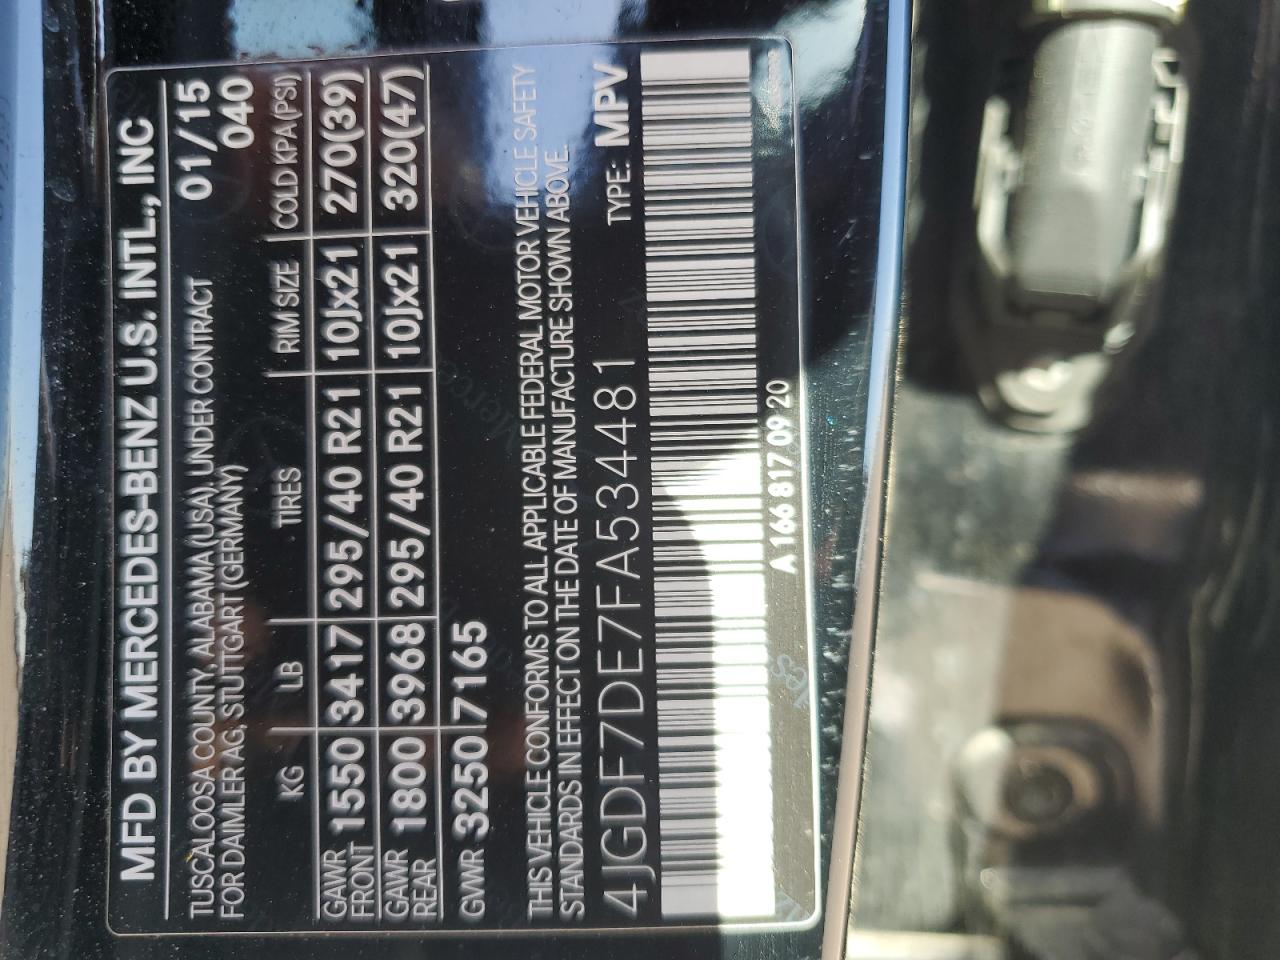 MFD BY MERCEDES-BENZ U.S. INTL., INC
TUSCALOOSA COUNTY, ALABAMA (USA), UNDER CONTRACT 01/15
FOR DAIMLER AG, STUTTGART (GERMANY) 040
KG LB TIRES RIM SIZE COLD KPA (PSI)
GAWR FRONT 1550 3417 295/40 R21 10Jx21 270(39)
GAWR REAR 1800 3968 295/40 R21 10Jx21 320(47)
GVWR 3250 7165
THIS VEHICLE CONFORMS TO ALL APPLICABLE FEDERAL MOTOR VEHICLE SAFETY
STANDARDS IN EFFECT ON THE DATE OF MANUFACTURE SHOWN ABOVE.
4JGDF7DE7FA533481 TYPE: MPV
A 166 817 09 20